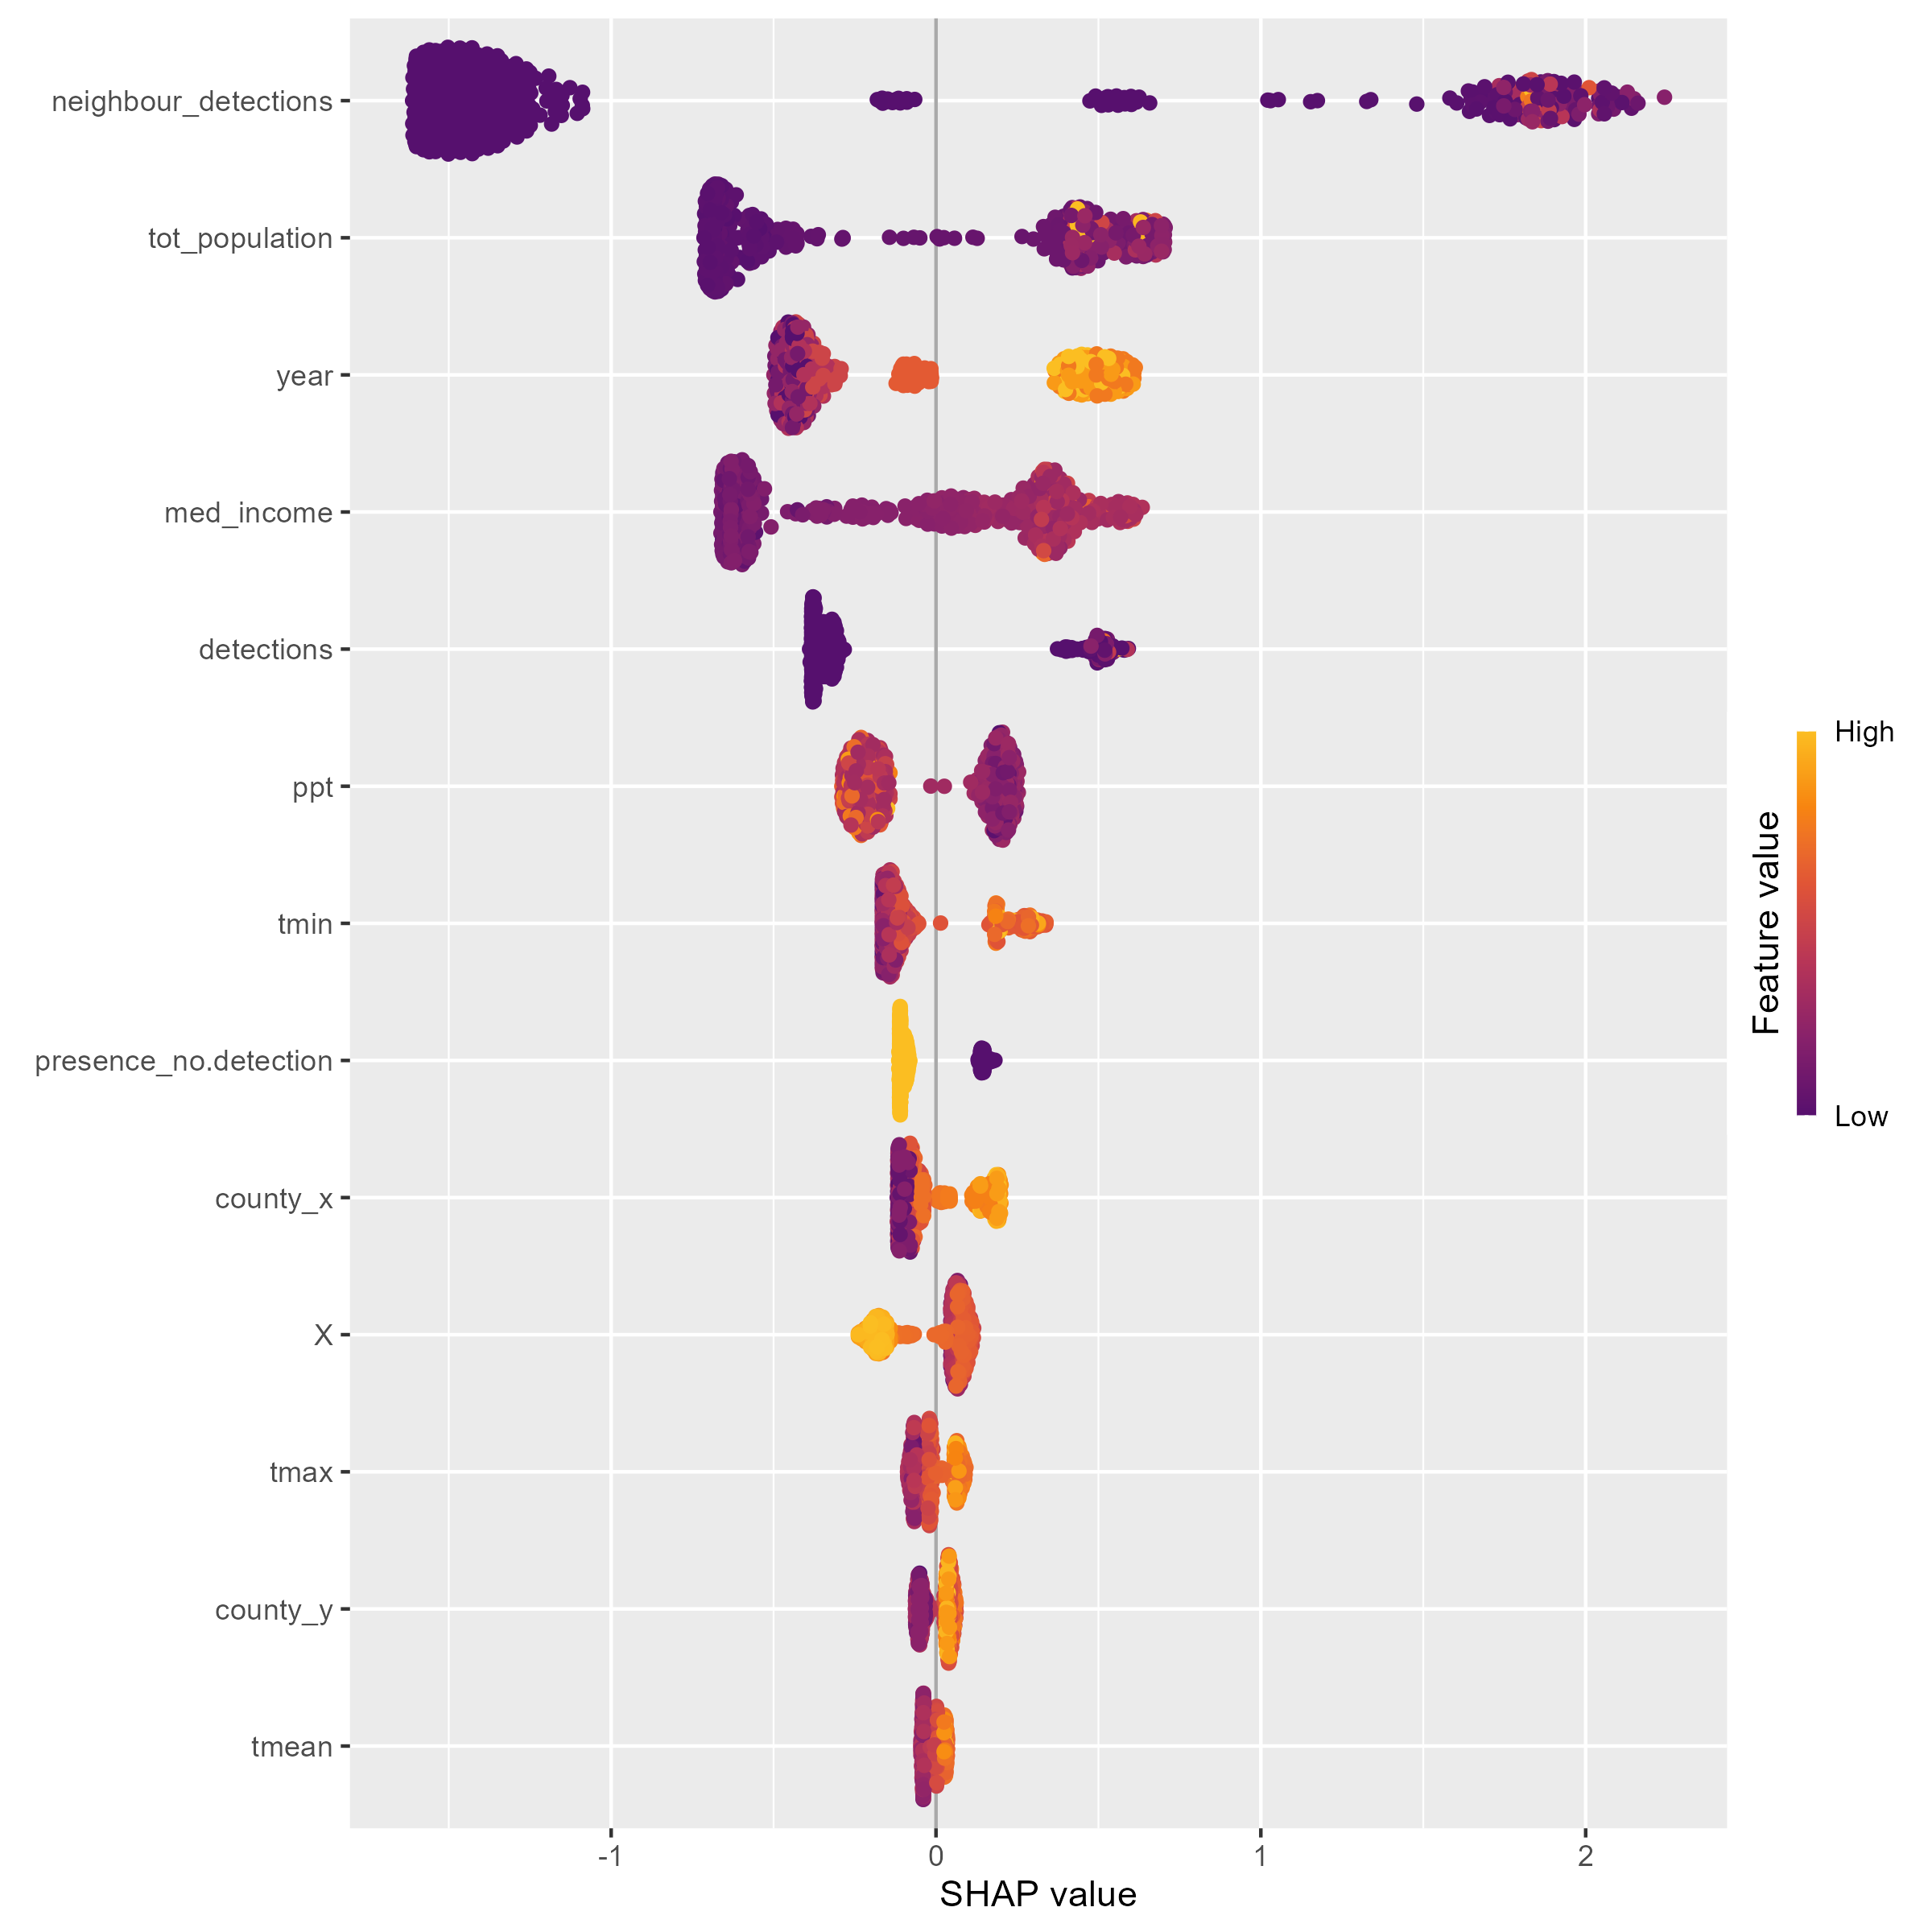 neighbour_detections
tot_population
year
med_income
detections
ppt
tmin
presence_no.detection
county_x
X
tmax
county_y
tmean
-1
0
1
2
SHAP value
Feature value
High
Low